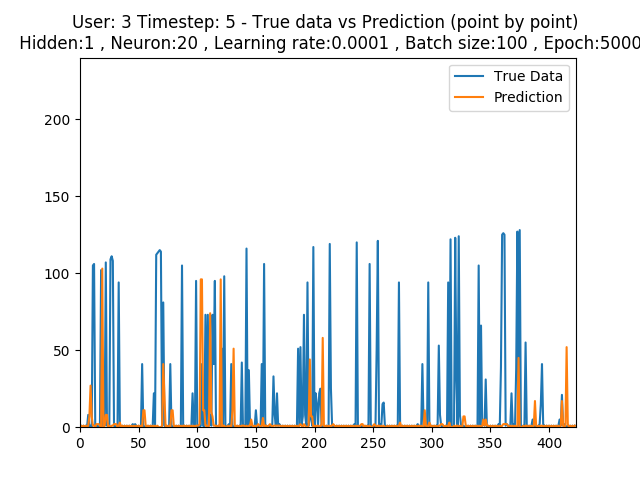 User: 3 Timestep: 5 - True data vs Prediction (point by point)
Hidden:1 , Neuron:20 , Learning rate:0.0001 , Batch size:100 , Epoch:5000
True Data
Prediction
200
150
100
50
0
0 50 100 150 200 250 300 350 400